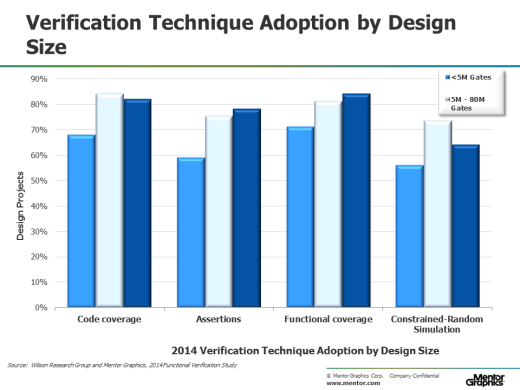 Verification Technique Adoption by Design
Size
90%
80%
70%
60%
50%
40%
30%
20%
10%
0%
Design Projects
<5M Gates
5M - 80M
Gates
Code coverage
Assertions
Functional coverage
Constrained-Random
Simulation
2014 Verification Technique Adoption by Design Size
Source: Wilson Research Group and Mentor Graphics, 2014 Functional Verification Study
© Mentor Graphics Corp. Company Confidential
www.mentor.com
Mentor
Graphics